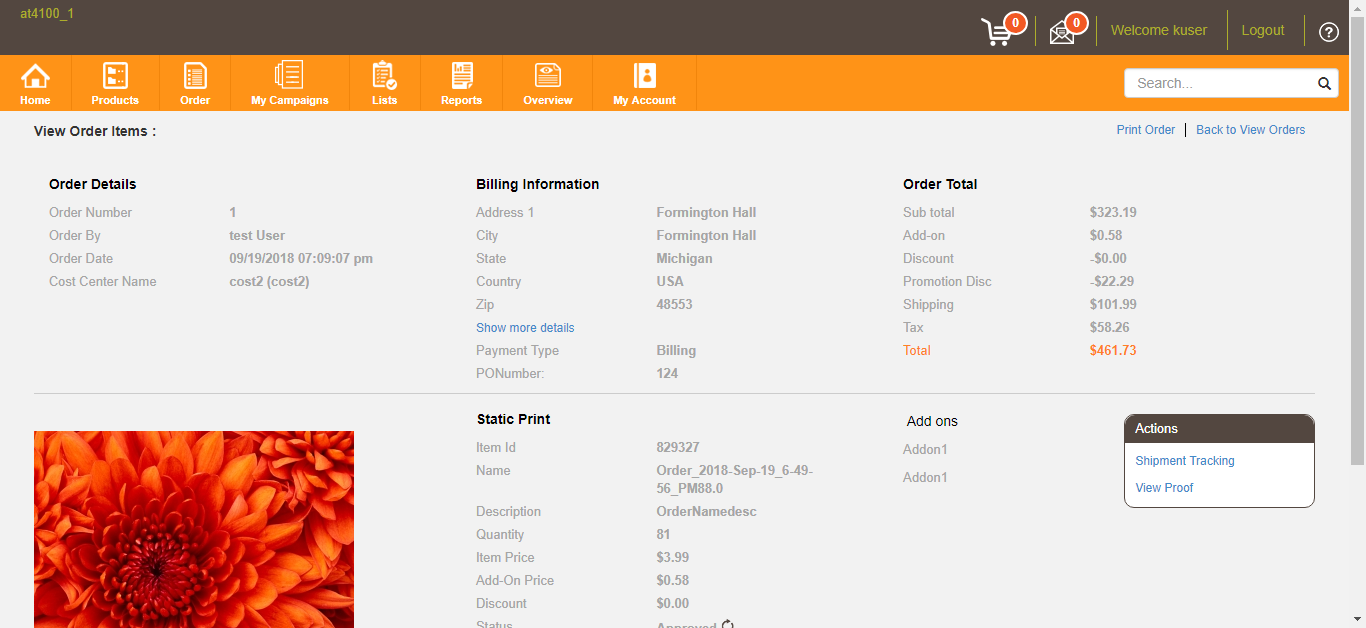 at4100_1
0
0
Welcome kuser
Logout
?
Home
Products
Order
My Campaigns
Lists
Reports
Overview
My Account
Search...
View Order Items :
Print Order
Back to View Orders
Order Details
Order Number 1
Order By test User
Order Date 09/19/2018 07:09:07 pm
Cost Center Name cost2 (cost2)
Billing Information
Address 1 Formington Hall
City Formington Hall
State Michigan
Country USA
Zip 48553
Show more details
Payment Type Billing
PONumber: 124
Order Total
Sub total $323.19
Add-on $0.58
Discount -$0.00
Promotion Disc -$22.29
Shipping $101.99
Tax $58.26
Total $461.73
Static Print
Item Id 829327
Name Order_2018-Sep-19_6-49-
56_PM88.0
Description OrderNamedesc
Quantity 81
Item Price $3.99
Add-On Price $0.58
Discount $0.00
Status Approved
Add ons
Addon1
Addon1
Actions
Shipment Tracking
View Proof